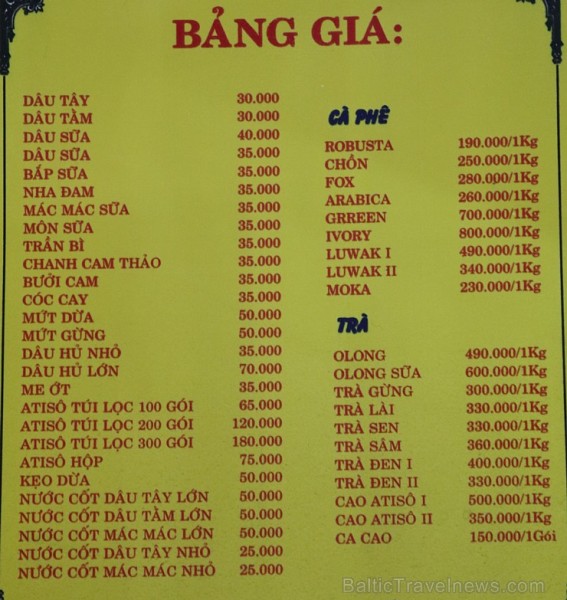 BẢNG GIÁ:
DÂU TÂY 30.000
DÂU TẰM 30.000
DÂU SỮA 40.000
DÂU SỮA 35.000
BẮP SỮA 35.000
NHA ĐAM 35.000
MÁC MÁC SỮA 35.000
MÔN SỮA 35.000
TRẦN BÌ 35.000
CHANH CAM THẢO 35.000
BƯỞI CAM 35.000
CÓC CAY 35.000
MỨT DỪA 50.000
MỨT GỪNG 50.000
DÂU HỦ NHỎ 35.000
DÂU HỦ LỚN 70.000
ME ỚT 35.000
ATISÔ TÚI LỌC 100 GÓI 65.000
ATISÔ TÚI LỌC 200 GÓI 120.000
ATISÔ TÚI LỌC 300 GÓI 180.000
ATISÔ HỘP 75.000
KẸO DỪA 50.000
NƯỚC CỐT DÂU TÂY LỚN 50.000
NƯỚC CỐT DÂU TẰM LỚN 50.000
NƯỚC CỐT MÁC MÁC LỚN 50.000
NƯỚC CỐT DÂU TÂY NHỎ 25.000
NƯỚC CỐT MÁC MÁC NHỎ 25.000
CÀ PHÊ
ROBUSTA 190.000/1Kg
CHỒN 250.000/1Kg
FOX 280.000/1Kg
ARABICA 260.000/1Kg
GRREEN 700.000/1Kg
IVORY 800.000/1Kg
LUWAK I 490.000/1Kg
LUWAK II 340.000/1Kg
MOKA 230.000/1Kg
TRÀ
OLONG 490.000/1Kg
OLONG SỮA 600.000/1Kg
TRÀ GỪNG 300.000/1Kg
TRÀ LÀI 330.000/1Kg
TRÀ SEN 330.000/1Kg
TRÀ SÂM 360.000/1Kg
TRÀ ĐEN I 400.000/1Kg
TRÀ ĐEN II 330.000/1Kg
CAO ATISÔ I 500.000/1Kg
CAO ATISÔ II 350.000/1Kg
CA CAO 150.000/1Gói
BalticTravelnews.com